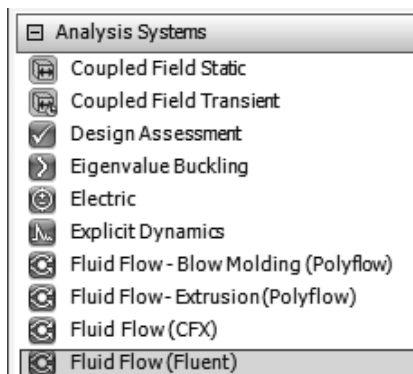 Analysis Systems
Coupled Field Static
Coupled Field Transient
Design Assessment
Eigenvalue Buckling
Electric
Explicit Dynamics
Fluid Flow - Blow Molding (Polyflow)
Fluid Flow - Extrusion (Polyflow)
Fluid Flow (CFX)
Fluid Flow (Fluent)